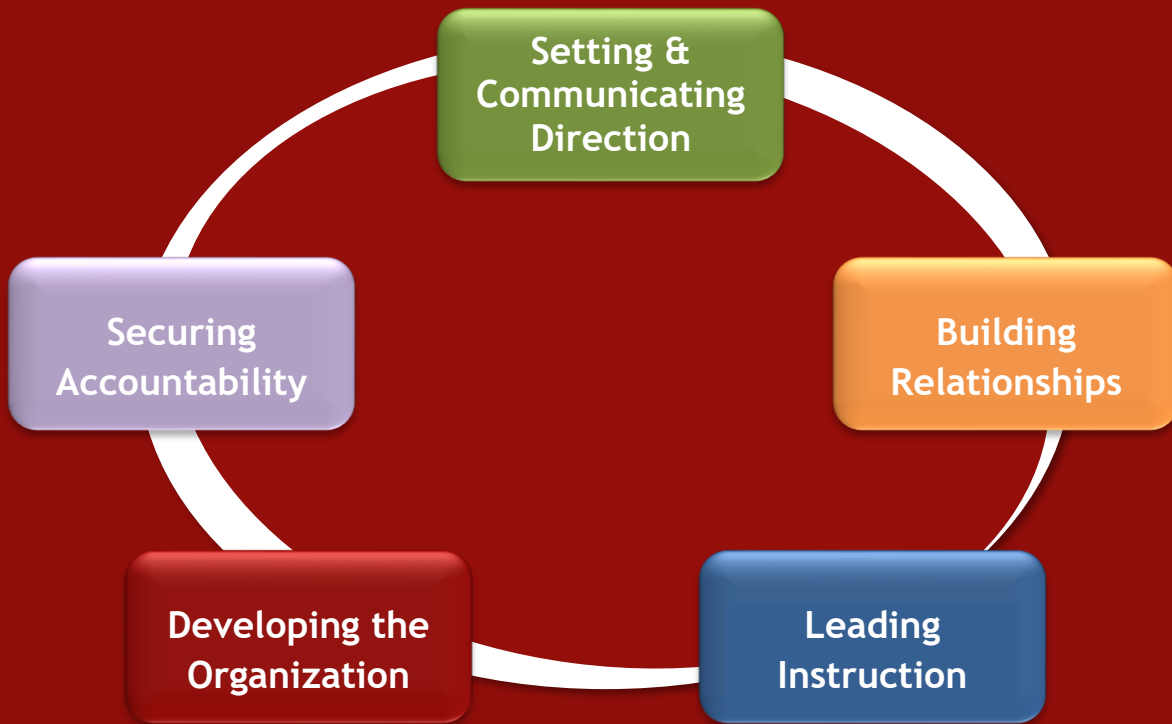 Setting &
Communicating
Direction
Building
Relationships
Leading
Instruction
Developing the
Organization
Securing
Accountability